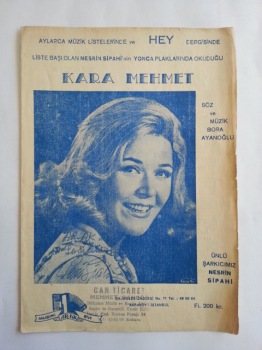 AYLARCA MÜZİK LİSTELERİNDE ve HEY DERGİSİNDE
LİSTE BAŞI OLAN NESRİN SİPAHİ'nin YONCA PLAKLARINDA OKUDUĞU
KARA MEHMET
SÖZ
ve
MÜZİK
BORA
AYANOĞLU
ÜNLÜ
ŞARKICIMIZ
NESRİN
SİPAHİ
CAN TİCARET
Fi. 200 kr.